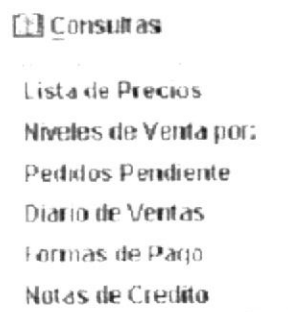 Consultas
Lista de Precios
Niveles de Venta por:
Pedidos Pendiente
Diario de Ventas
Formas de Pago
Notas de Credito